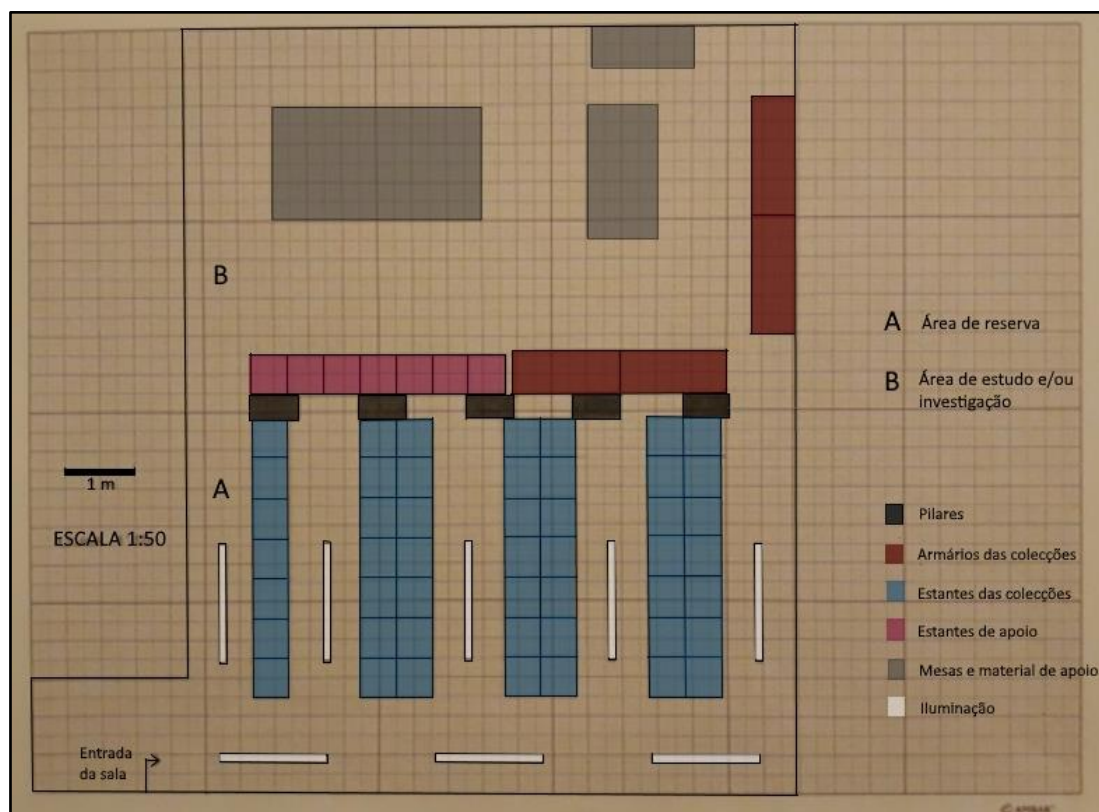 B
A Área de reserva
B Área de estudo e/ou
investigação
A
1 m
ESCALA 1:50
Pilares
Armários das colecções
Estantes das colecções
Estantes de apoio
Mesas e material de apoio
Iluminação
Entrada
da sala